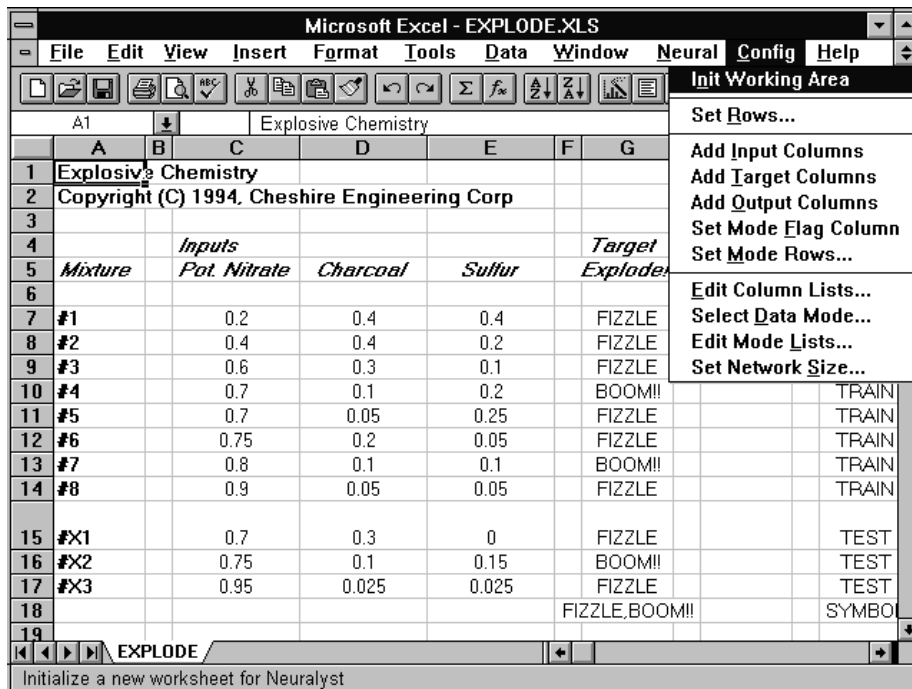 Microsoft Excel - EXPLODE.XLS
File Edit View Insert Format Tools Data Window Neural Config Help
ABC Σ fx A Z Z A
A1 Explosive Chemistry
A B C D E F G
1 Explosive Chemistry
2 Copyright (C) 1994, Cheshire Engineering Corp
3
4 Inputs Target
5 Mixture Pot. Nitrate Charcoal Sulfur Explode
6
7 #1 0.2 0.4 0.4 FIZZLE
8 #2 0.4 0.4 0.2 FIZZLE
9 #3 0.6 0.3 0.1 FIZZLE
10 #4 0.7 0.1 0.2 BOOM!! TRAIN
11 #5 0.7 0.05 0.25 FIZZLE TRAIN
12 #6 0.75 0.2 0.05 FIZZLE TRAIN
13 #7 0.8 0.1 0.1 BOOM!! TRAIN
14 #8 0.9 0.05 0.05 FIZZLE TRAIN
15 #X1 0.7 0.3 0 FIZZLE TEST
16 #X2 0.75 0.1 0.15 BOOM!! TEST
17 #X3 0.95 0.025 0.025 FIZZLE TEST
18 FIZZLE,BOOM!! SYMBO
19
Init Working Area
Set Rows...
Add Input Columns
Add Target Columns
Add Output Columns
Set Mode Flag Column
Set Mode Rows...
Edit Column Lists...
Select Data Mode...
Edit Mode Lists...
Set Network Size...
EXPLODE
Initialize a new worksheet for Neuralyst